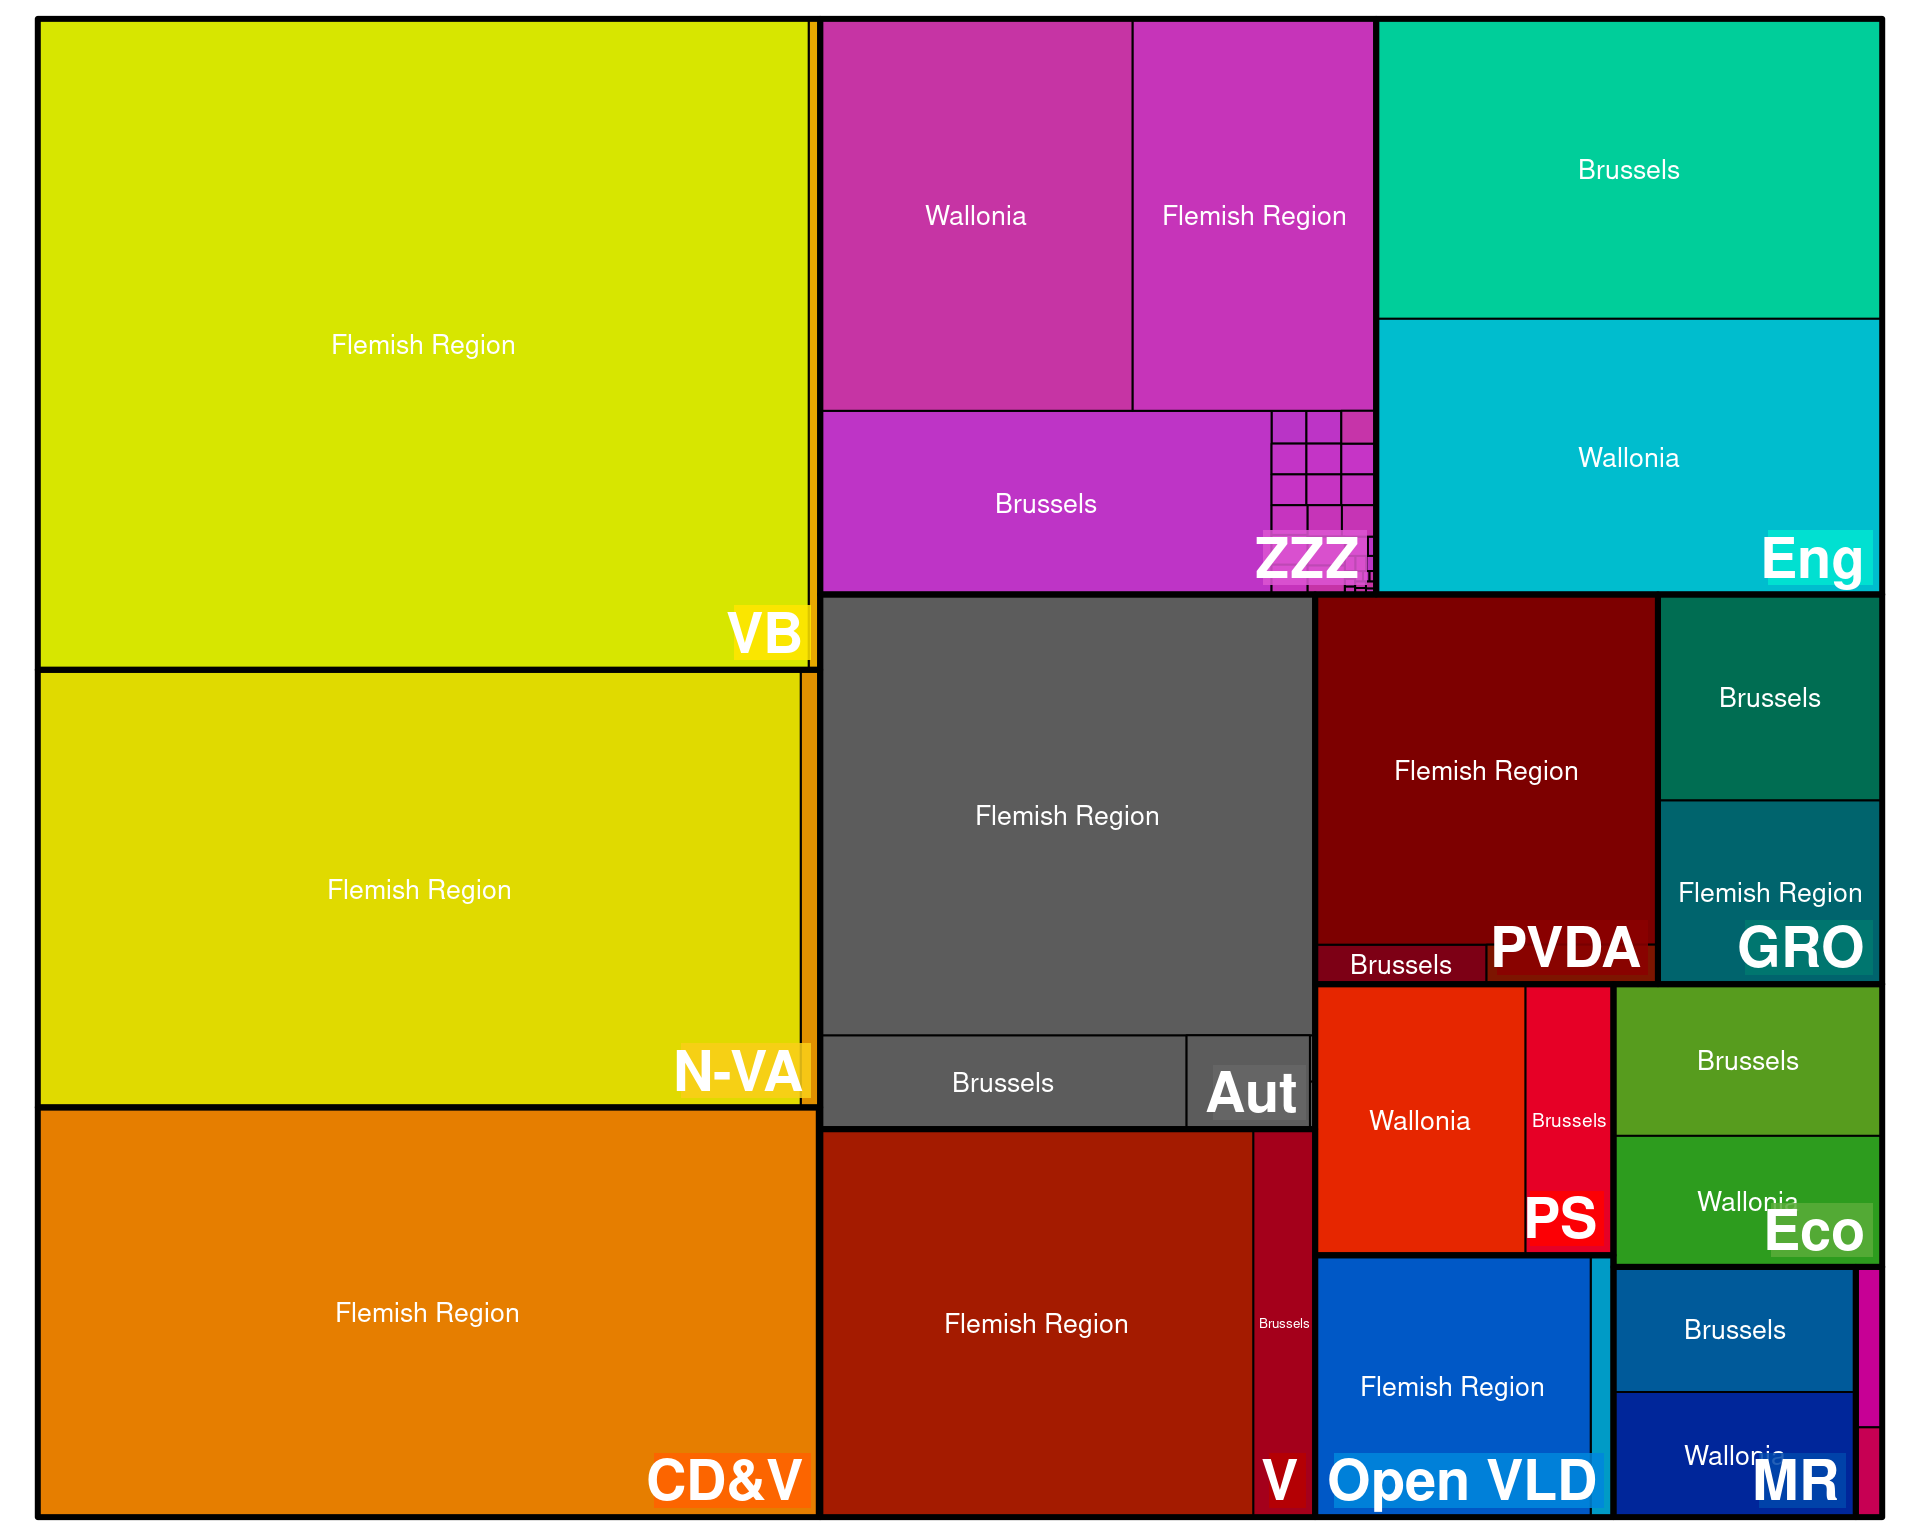 Flemish Region
VB
Flemish Region
N-VA
Flemish Region
CD&V
Wallonia
Flemish Region
Brussels
ZZZ
Brussels
Wallonia
Eng
Flemish Region
Brussels
Aut
Flemish Region
Brussels
V
Flemish Region
Brussels
PVDA
Brussels
Flemish Region
GRO
Wallonia
Brussels
PS
Brussels
Wallonia
Eco
Flemish Region
Open VLD
Brussels
Wallonia
MR